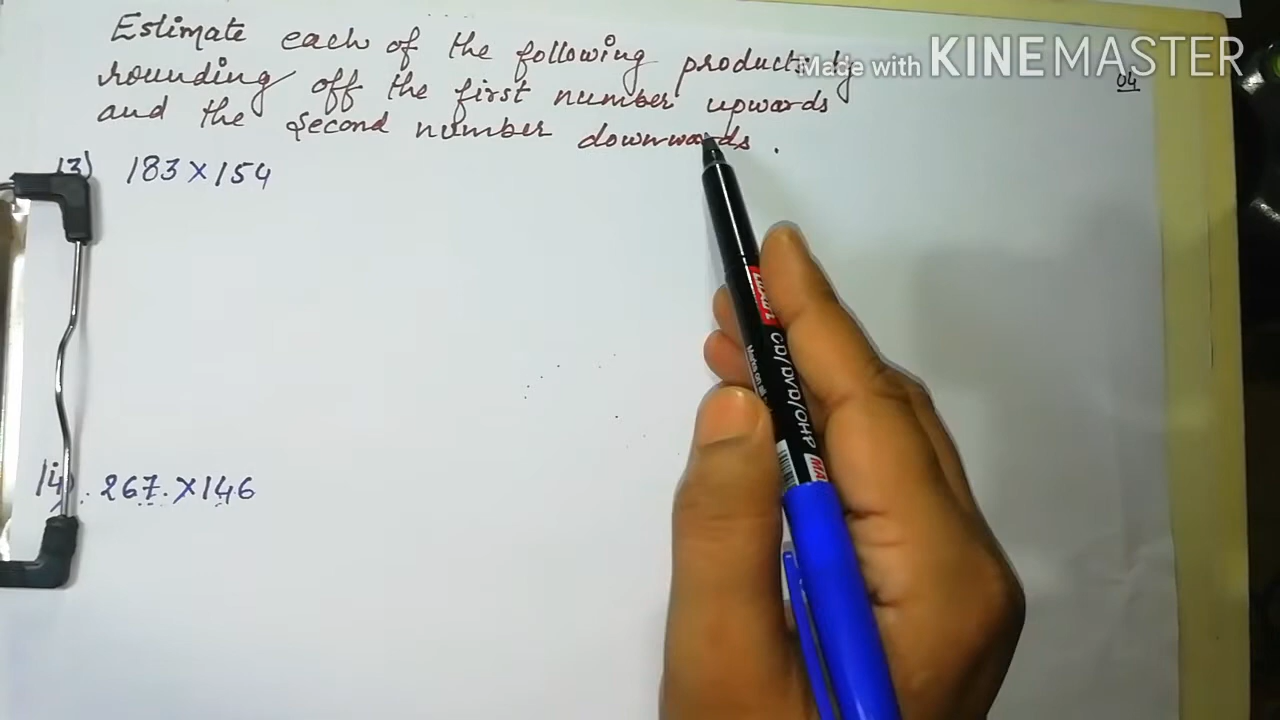 Estimate each of the following products by
rounding off the first number upwards
and the second number downwards.
Made with KINEMASTER
04
13) 183 × 154
14) 267 × 146
CD/DVD/OHP